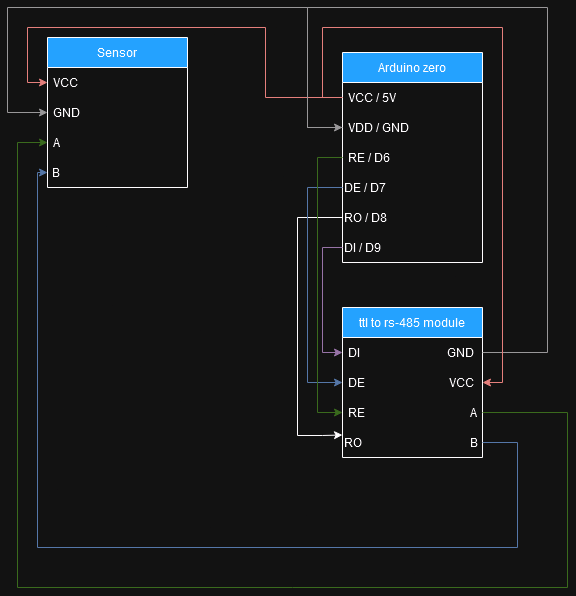 Sensor
VCC
GND
A
B
Arduino zero
VCC / 5V
VDD / GND
RE / D6
DE / D7
RO / D8
DI / D9
ttl to rs-485 module
DI GND
DE VCC
RE A
RO B